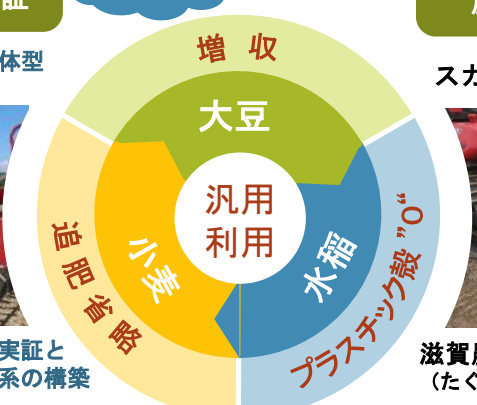 証
体型
増収
大豆
スカ
汎用
利用
小麦
水稲
追肥省略
プラスチック殻“0”
実証と
系の構築
滋賀
（たぐ